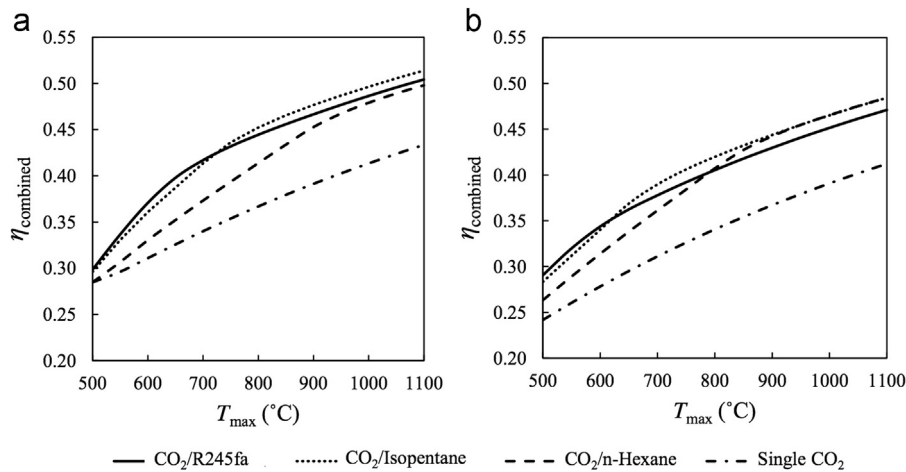 a
b
0.55
0.50
0.45
0.40
0.35
0.30
0.25
0.20
ηcombined
500 600 700 800 900 1000 1100
Tmax (˚C)
0.55
0.50
0.45
0.40
0.35
0.30
0.25
0.20
ηcombined
500 600 700 800 900 1000 1100
Tmax (˚C)
CO2/R245fa CO2/Isopentane CO2/n-Hexane Single CO2